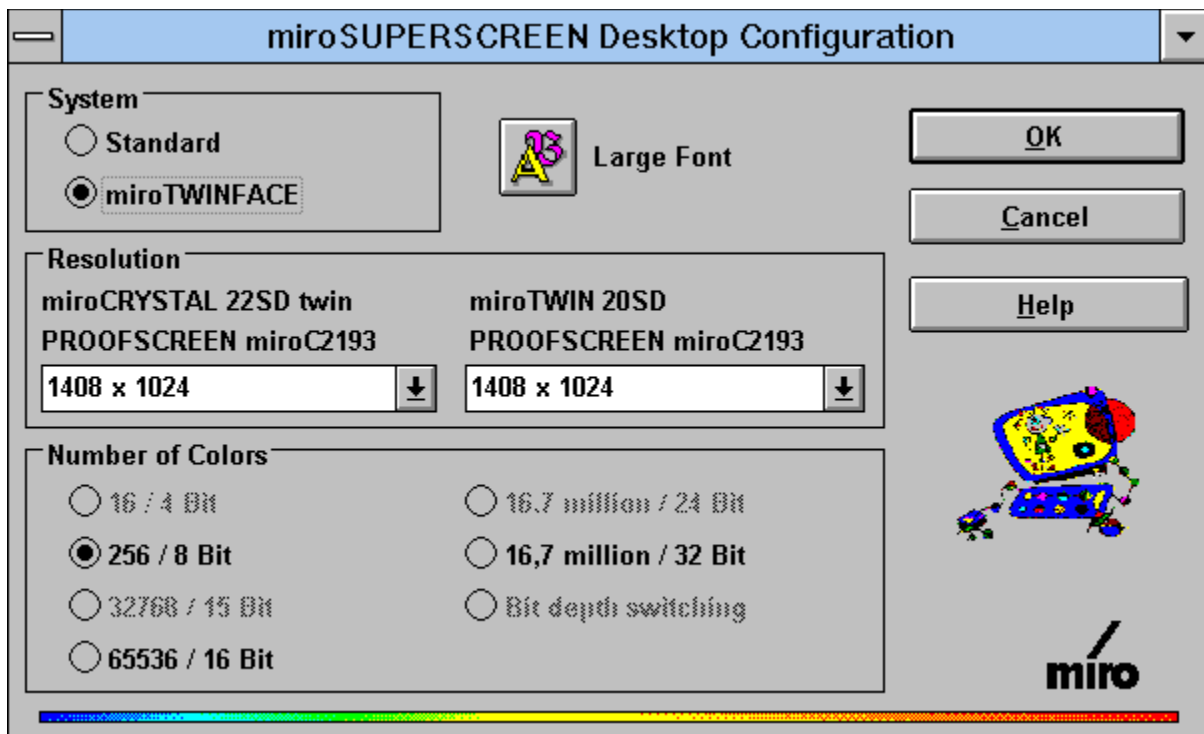 miroSUPERSCREEN Desktop Configuration
System
Standard
miroTWINFACE
Large Font
OK
Cancel
Help
Resolution
miroCRYSTAL 22SD twin
PROOFSCREEN miroC2193
1408 x 1024
miroTWIN 20SD
PROOFSCREEN miroC2193
1408 x 1024
Number of Colors
16 / 4 Bit
256 / 8 Bit
32768 / 15 Bit
65536 / 16 Bit
16,7 million / 24 Bit
16,7 million / 32 Bit
Bit depth switching
miro